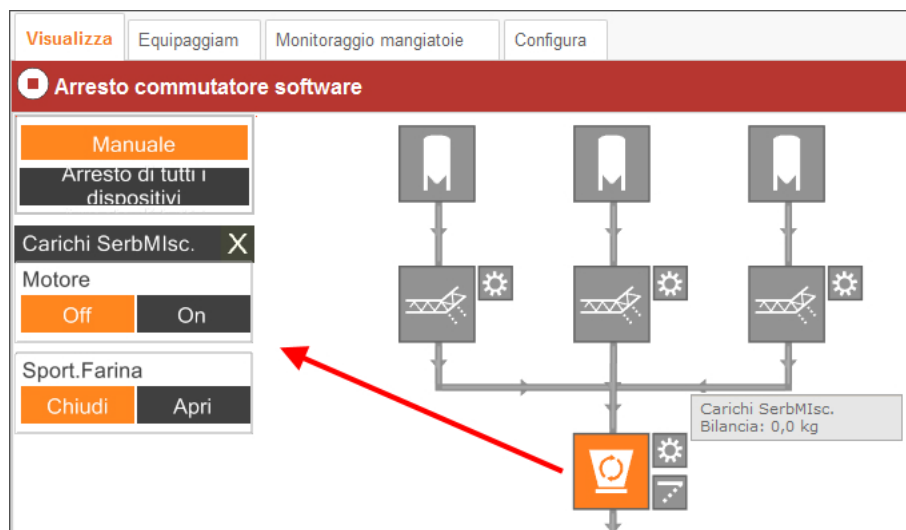 Visualizza
Equipaggiam
Monitoraggio mangiatoie
Configura
Arresto commutatore software
Manuale
Arresto di tutti i
dispositivi
Carichi SerbMIsc. X
Motore
Off On
Sport.Farina
Chiudi Apri
Carichi SerbMIsc.
Bilancia: 0,0 kg